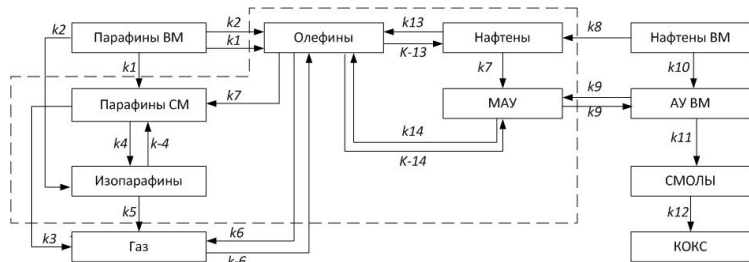 k2
Парафины ВМ
k2
k1
Олефины
k13
K-13
Нафтены
k8
Нафтены ВМ
k1
k7
k10
Парафины СМ
k7
МАУ
k9
k9
АУ ВМ
k4
k-4
k14
K-14
k11
Изопарафины
СМОЛЫ
k5
k12
k3
Газ
k6
k-6
КОКС